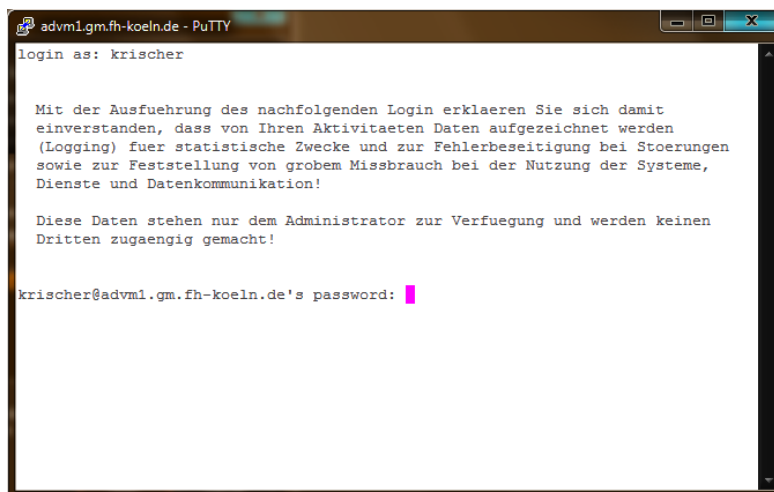 advm1.gm.fh-koeln.de - PuTTY
login as: krischer
Mit der Ausfuehrung des nachfolgenden Login erklaeren Sie sich damit
einverstanden, dass von Ihren Aktivitaeten Daten aufgezeichnet werden
(Logging) fuer statistische Zwecke und zur Fehlerbeseitigung bei Stoerungen
sowie zur Feststellung von grobem Missbrauch bei der Nutzung der Systeme,
Dienste und Datenkommunikation!
Diese Daten stehen nur dem Administrator zur Verfuegung und werden keinen
Dritten zugaengig gemacht!
krischer@advm1.gm.fh-koeln.de's password: